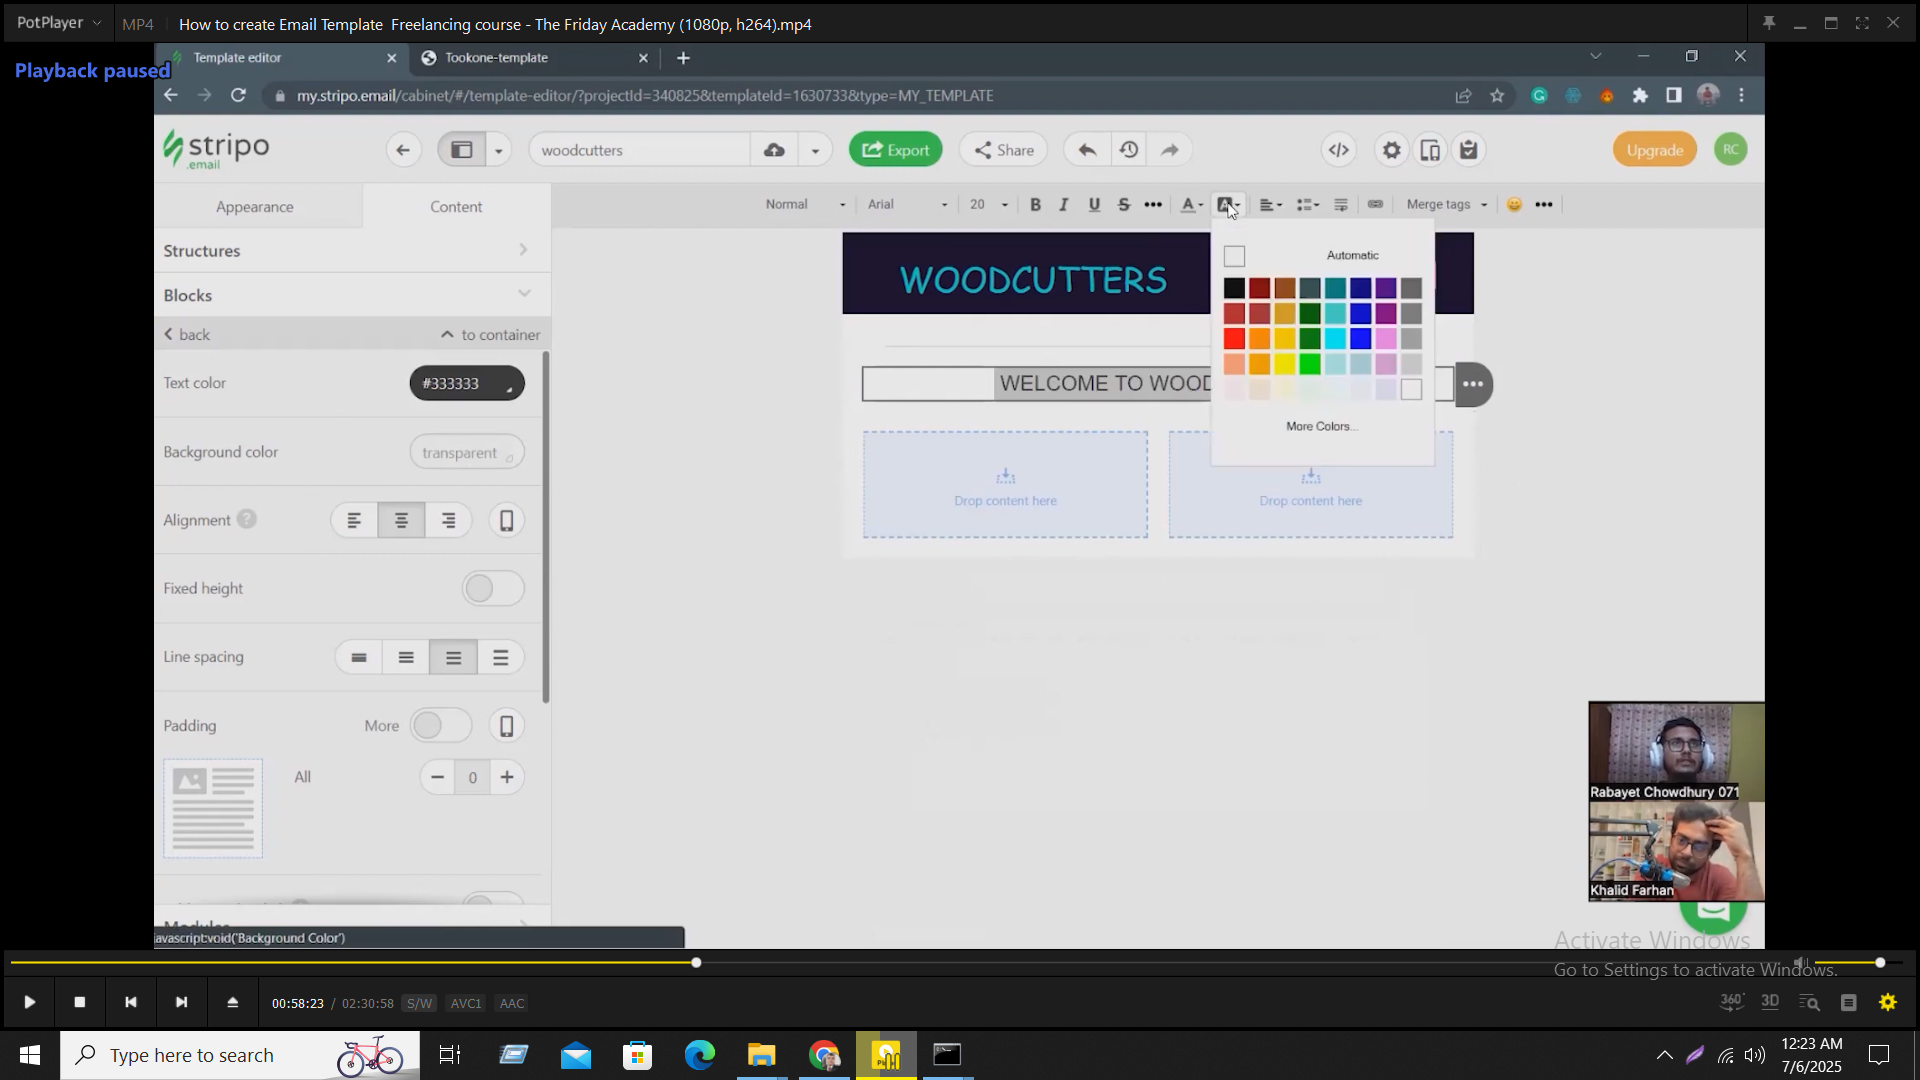 PotPlayer MP4 How to create Email Template Freelancing course - The Friday Academy (1080p, h264).mp4
Playback paused
Template editor Tookone-template
my.stripo.email/cabinet/#/template-editor/?projectId=340825&templateId=1630733&type=MY_TEMPLATE
stripo .email woodcutters Export Share Upgrade RC
Appearance Content Normal Arial 20 Merge tags
Structures
Automatic
WOODCUTTERS
Blocks
back to container
Text color #333333
WELCOME TO WOOD
More Colors...
Background color transparent
Drop content here Drop content here
Alignment
Fixed height
Line spacing
Padding More
All 0
Rabayet Chowdhury 071
Khalid Farhan
Modules
javascript:void('Background Color')
Activate Windows
Go to Settings to activate Windows.
00:58:23 / 02:30:58 S/W AVC1 AAC 360° 3D
Type here to search
12:23 AM
7/6/2025